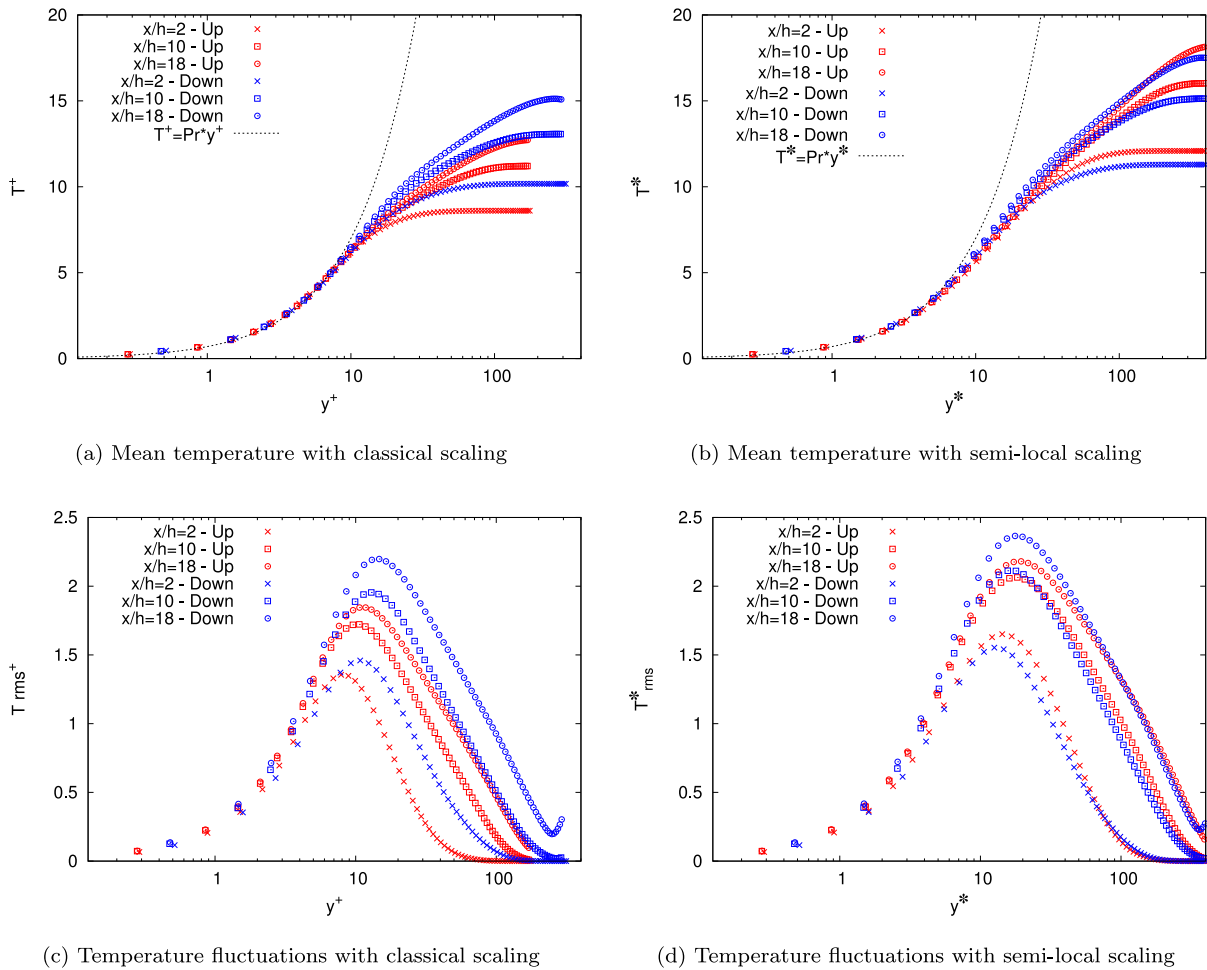 20
15
10
5
0
1
10
100
T+
y+
x/h=2 - Up
x/h=10 - Up
x/h=18 - Up
x/h=2 - Down
x/h=10 - Down
x/h=18 - Down
T+=Pr*y+
(a) Mean temperature with classical scaling
20
15
10
5
0
1
10
100
T*
y*
x/h=2 - Up
x/h=10 - Up
x/h=18 - Up
x/h=2 - Down
x/h=10 - Down
x/h=18 - Down
T*=Pr*y*
(b) Mean temperature with semi-local scaling
2.5
2
1.5
1
0.5
0
1
10
100
T rms+
y+
x/h=2 - Up
x/h=10 - Up
x/h=18 - Up
x/h=2 - Down
x/h=10 - Down
x/h=18 - Down
(c) Temperature fluctuations with classical scaling
2.5
2
1.5
1
0.5
0
1
10
100
T*rms
y*
x/h=2 - Up
x/h=10 - Up
x/h=18 - Up
x/h=2 - Down
x/h=10 - Down
x/h=18 - Down
(d) Temperature fluctuations with semi-local scaling